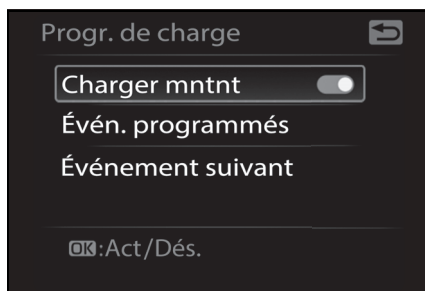 Progr. de charge
Charger mntnt
Évén. programmés
Événement suivant
OK:Act/Dés.